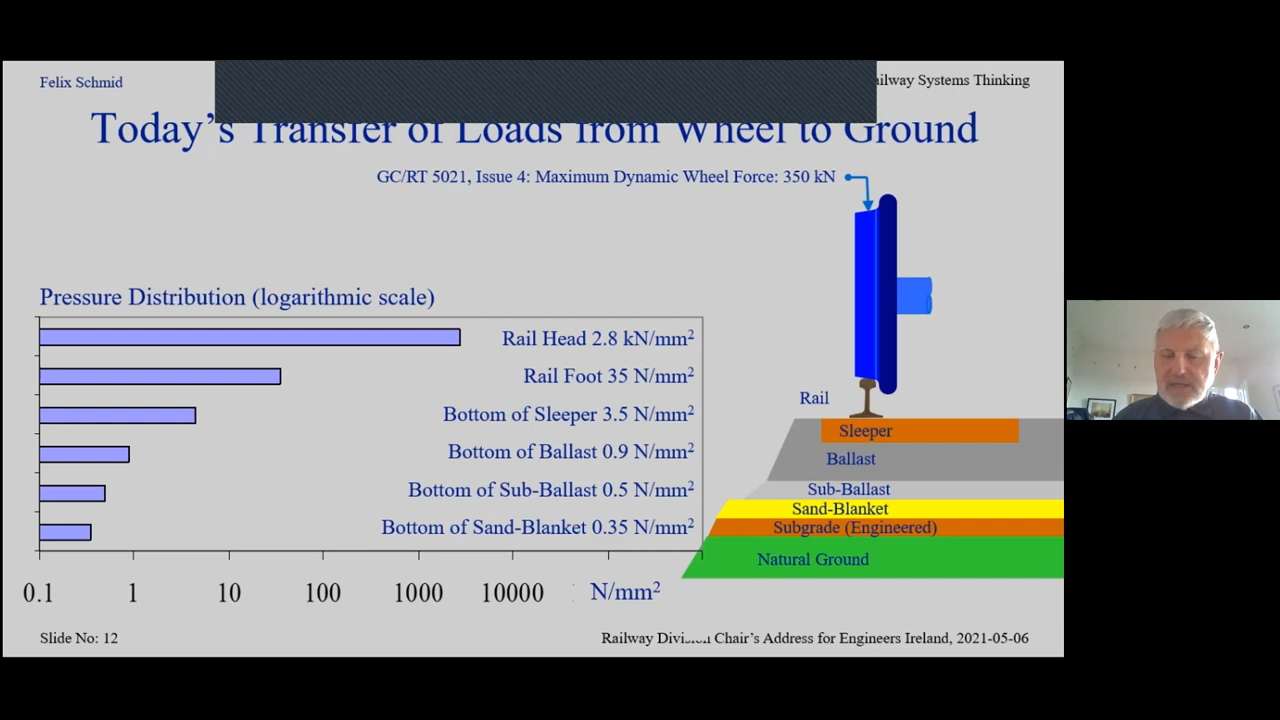 Felix Schmid
Railway Systems Thinking
Today's Transfer of Loads from Wheel to Ground
GC/RT 5021, Issue 4: Maximum Dynamic Wheel Force: 350 kN
Pressure Distribution (logarithmic scale)
Rail Head 2.8 kN/mm²
Rail Foot 35 N/mm²
Bottom of Sleeper 3.5 N/mm²
Bottom of Ballast 0.9 N/mm²
Bottom of Sub-Ballast 0.5 N/mm²
Bottom of Sand-Blanket 0.35 N/mm²
0.1 1 10 100 1000 10000 N/mm²
Rail
Sleeper
Ballast
Sub-Ballast
Sand-Blanket
Subgrade (Engineered)
Natural Ground
Slide No: 12
Railway Division Chair's Address for Engineers Ireland, 2021-05-06